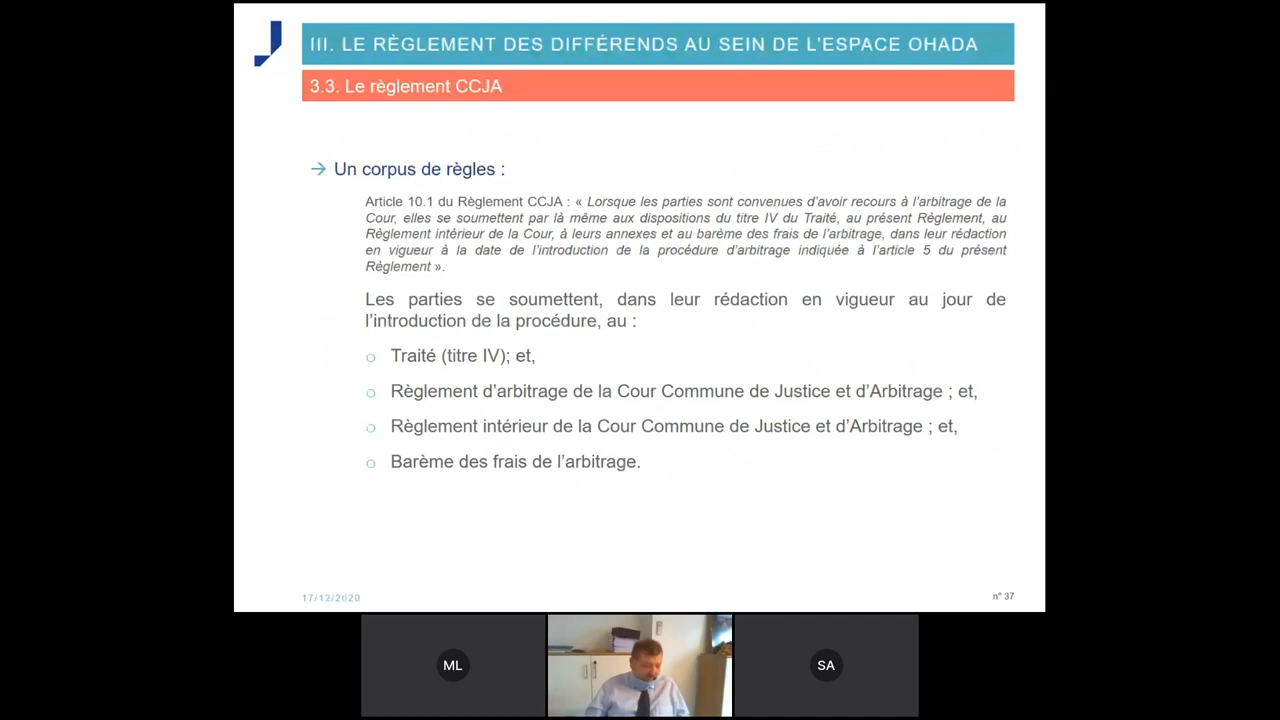 III. LE RÈGLEMENT DES DIFFÉRENDS AU SEIN DE L'ESPACE OHADA
3.3. Le règlement CCJA
→ Un corpus de règles :
Article 10.1 du Règlement CCJA : « Lorsque les parties sont convenues d'avoir recours à l'arbitrage de la
Cour, elles se soumettent par là même aux dispositions du titre IV du Traité, au présent Règlement, au
Règlement intérieur de la Cour, à leurs annexes et au barème des frais de l'arbitrage, dans leur rédaction
en vigueur à la date de l'introduction de la procédure d'arbitrage indiquée à l'article 5 du présent
Règlement ».
Les parties se soumettent, dans leur rédaction en vigueur au jour de
l'introduction de la procédure, au :
o Traité (titre IV); et,
o Règlement d'arbitrage de la Cour Commune de Justice et d'Arbitrage ; et,
o Règlement intérieur de la Cour Commune de Justice et d'Arbitrage ; et,
o Barème des frais de l'arbitrage.
17/12/2020
n° 37
ML
SA